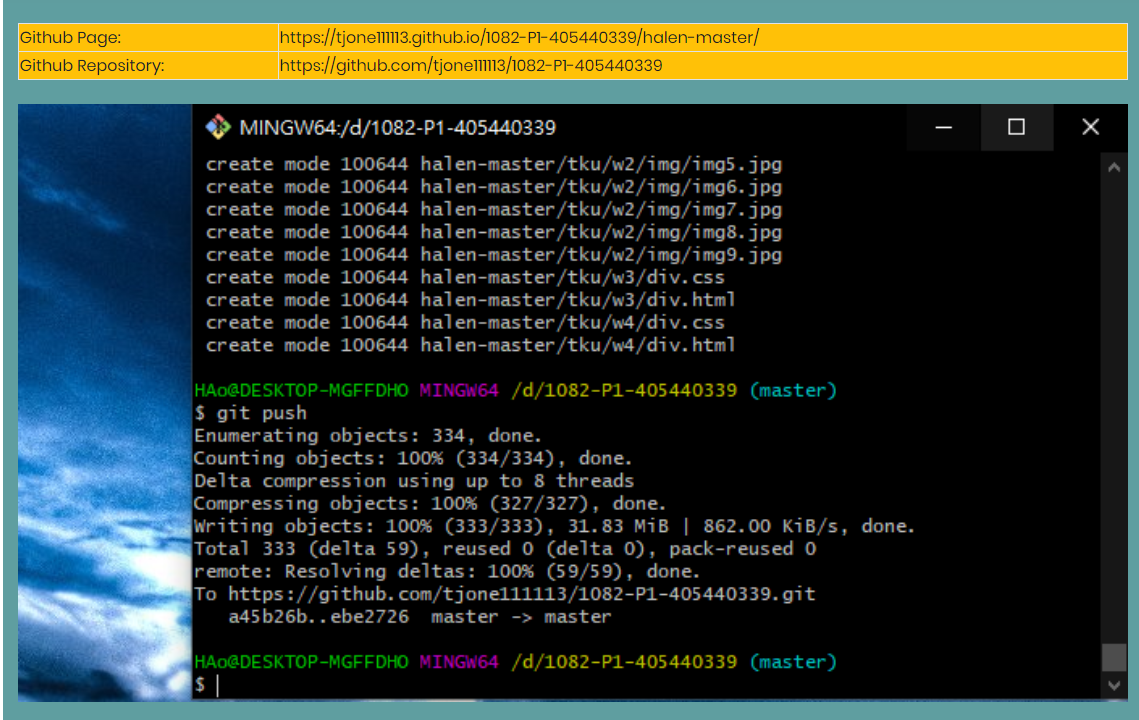 Github Page: https://tjone111113.github.io/1082-P1-405440339/halen-master/
Github Repository: https://github.com/tjone111113/1082-P1-405440339
MINGW64:/d/1082-P1-405440339
create mode 100644 halen-master/tku/w2/img/img5.jpg
create mode 100644 halen-master/tku/w2/img/img6.jpg
create mode 100644 halen-master/tku/w2/img/img7.jpg
create mode 100644 halen-master/tku/w2/img/img8.jpg
create mode 100644 halen-master/tku/w2/img/img9.jpg
create mode 100644 halen-master/tku/w3/div.css
create mode 100644 halen-master/tku/w3/div.html
create mode 100644 halen-master/tku/w4/div.css
create mode 100644 halen-master/tku/w4/div.html
HAo@DESKTOP-MGFFDHO MINGW64 /d/1082-P1-405440339 (master)
$ git push
Enumerating objects: 334, done.
Counting objects: 100% (334/334), done.
Delta compression using up to 8 threads
Compressing objects: 100% (327/327), done.
Writing objects: 100% (333/333), 31.83 MiB | 862.00 KiB/s, done.
Total 333 (delta 59), reused 0 (delta 0), pack-reused 0
remote: Resolving deltas: 100% (59/59), done.
To https://github.com/tjone111113/1082-P1-405440339.git
a45b26b..ebe2726 master -> master
HAo@DESKTOP-MGFFDHO MINGW64 /d/1082-P1-405440339 (master)
$